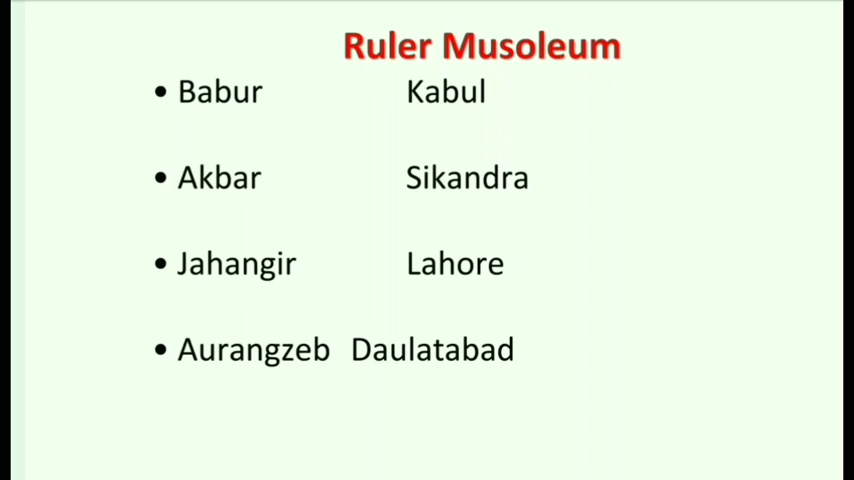 Ruler Musoleum
• Babur Kabul
• Akbar Sikandra
• Jahangir Lahore
• Aurangzeb Daulatabad